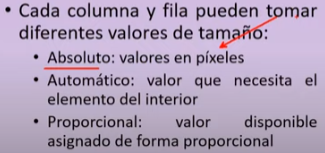 • Cada columna y fila pueden tomar
diferentes valores de tamaño:
• Absoluto: valores en píxeles
• Automático: valor que necesita el
elemento del interior
• Proporcional: valor disponible
asignado de forma proporcional